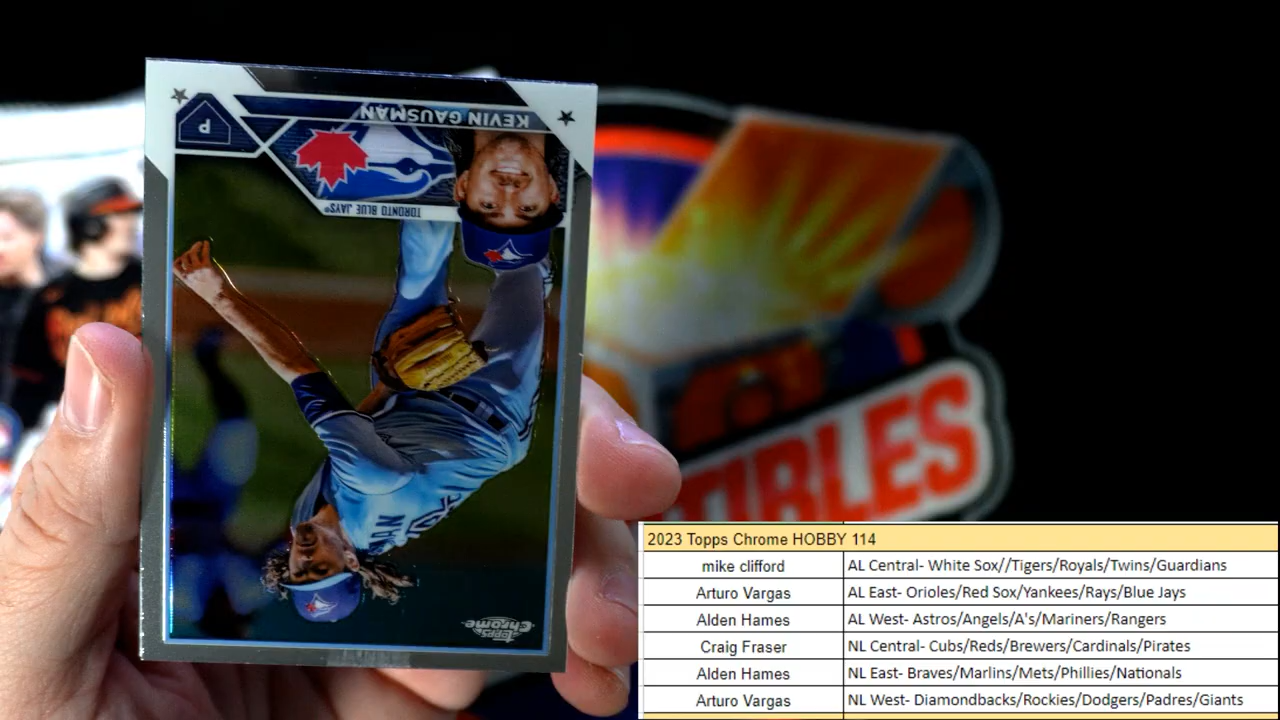 KEVIN GAUSMAN
P
TORONTO BLUE JAYS®
Topps
Chrome
TIBLES
2023 Topps Chrome HOBBY 114
mike clifford AL Central- White Sox//Tigers/Royals/Twins/Guardians
Arturo Vargas AL East- Orioles/Red Sox/Yankees/Rays/Blue Jays
Alden Hames AL West- Astros/Angels/A's/Mariners/Rangers
Craig Fraser NL Central- Cubs/Reds/Brewers/Cardinals/Pirates
Alden Hames NL East- Braves/Marlins/Mets/Phillies/Nationals
Arturo Vargas NL West- Diamondbacks/Rockies/Dodgers/Padres/Giants